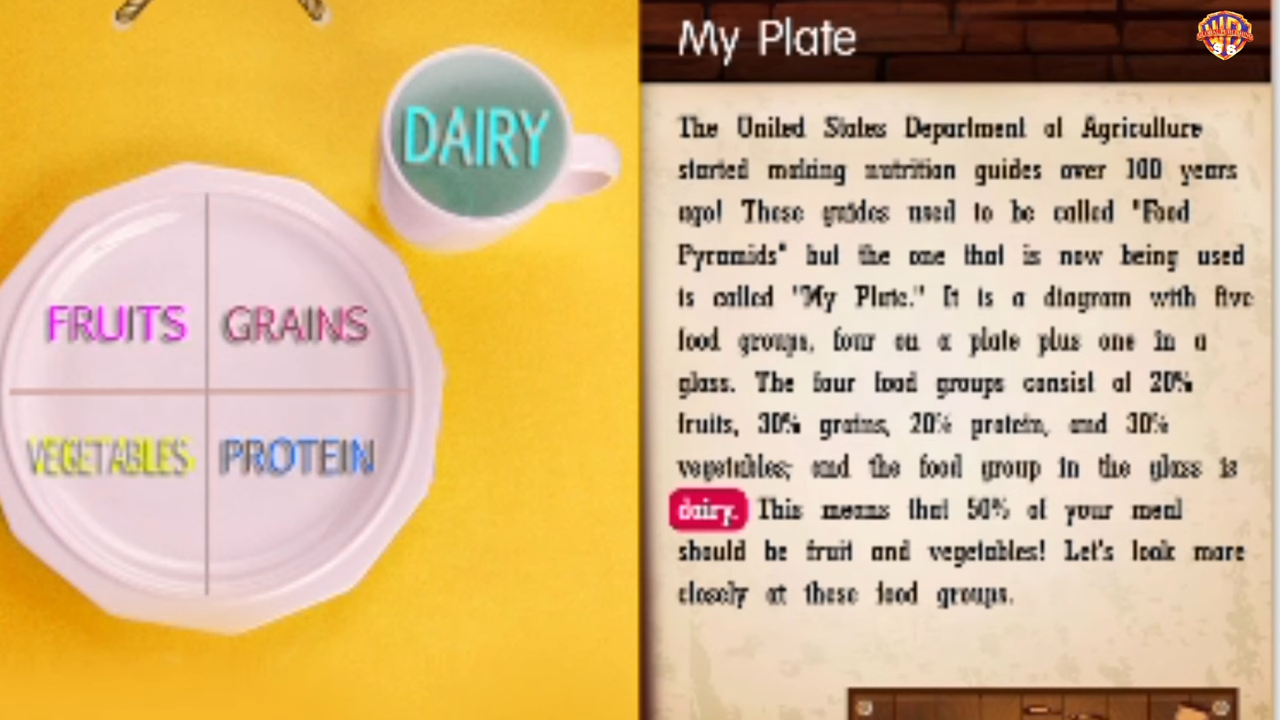 My Plate
DAIRY
FRUITS
GRAINS
VEGETABLES
PROTEIN
The United States Department of Agriculture
started making nutrition guides over 100 years
ago! These guides used to be called "Food
Pyramids" but the one that is now being used
is called "My Plate." It is a diagram with five
food groups, four on a plate plus one in a
glass. The four food groups consist of 20%
fruits, 30% grains, 20% protein, and 30%
vegetables; and the food group in the glass is
dairy. This means that 50% of your meal
should be fruit and vegetables! Let's look more
closely at these food groups.